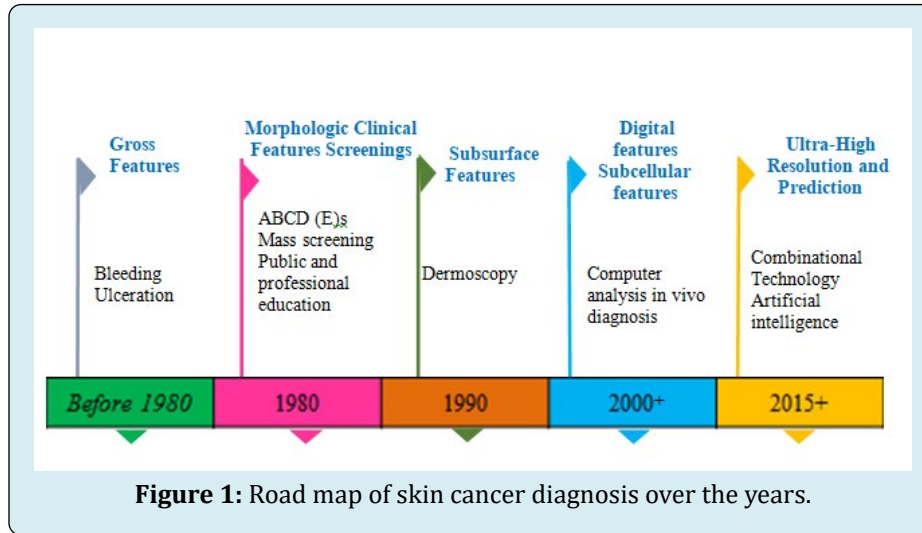 Gross
Features
Bleeding
Ulceration
Morphologic Clinical
Features Screenings
ABCD (E)s
Mass screening
Public and
professional
education
Subsurface
Features
Dermoscopy
Digital
features
Subcellular
features
Computer
analysis in vivo
diagnosis
Ultra-High
Resolution and
Prediction
Combinational
Technology
Artificial
intelligence
Before 1980
1980
1990
2000+
2015+
Figure 1: Road map of skin cancer diagnosis over the years.